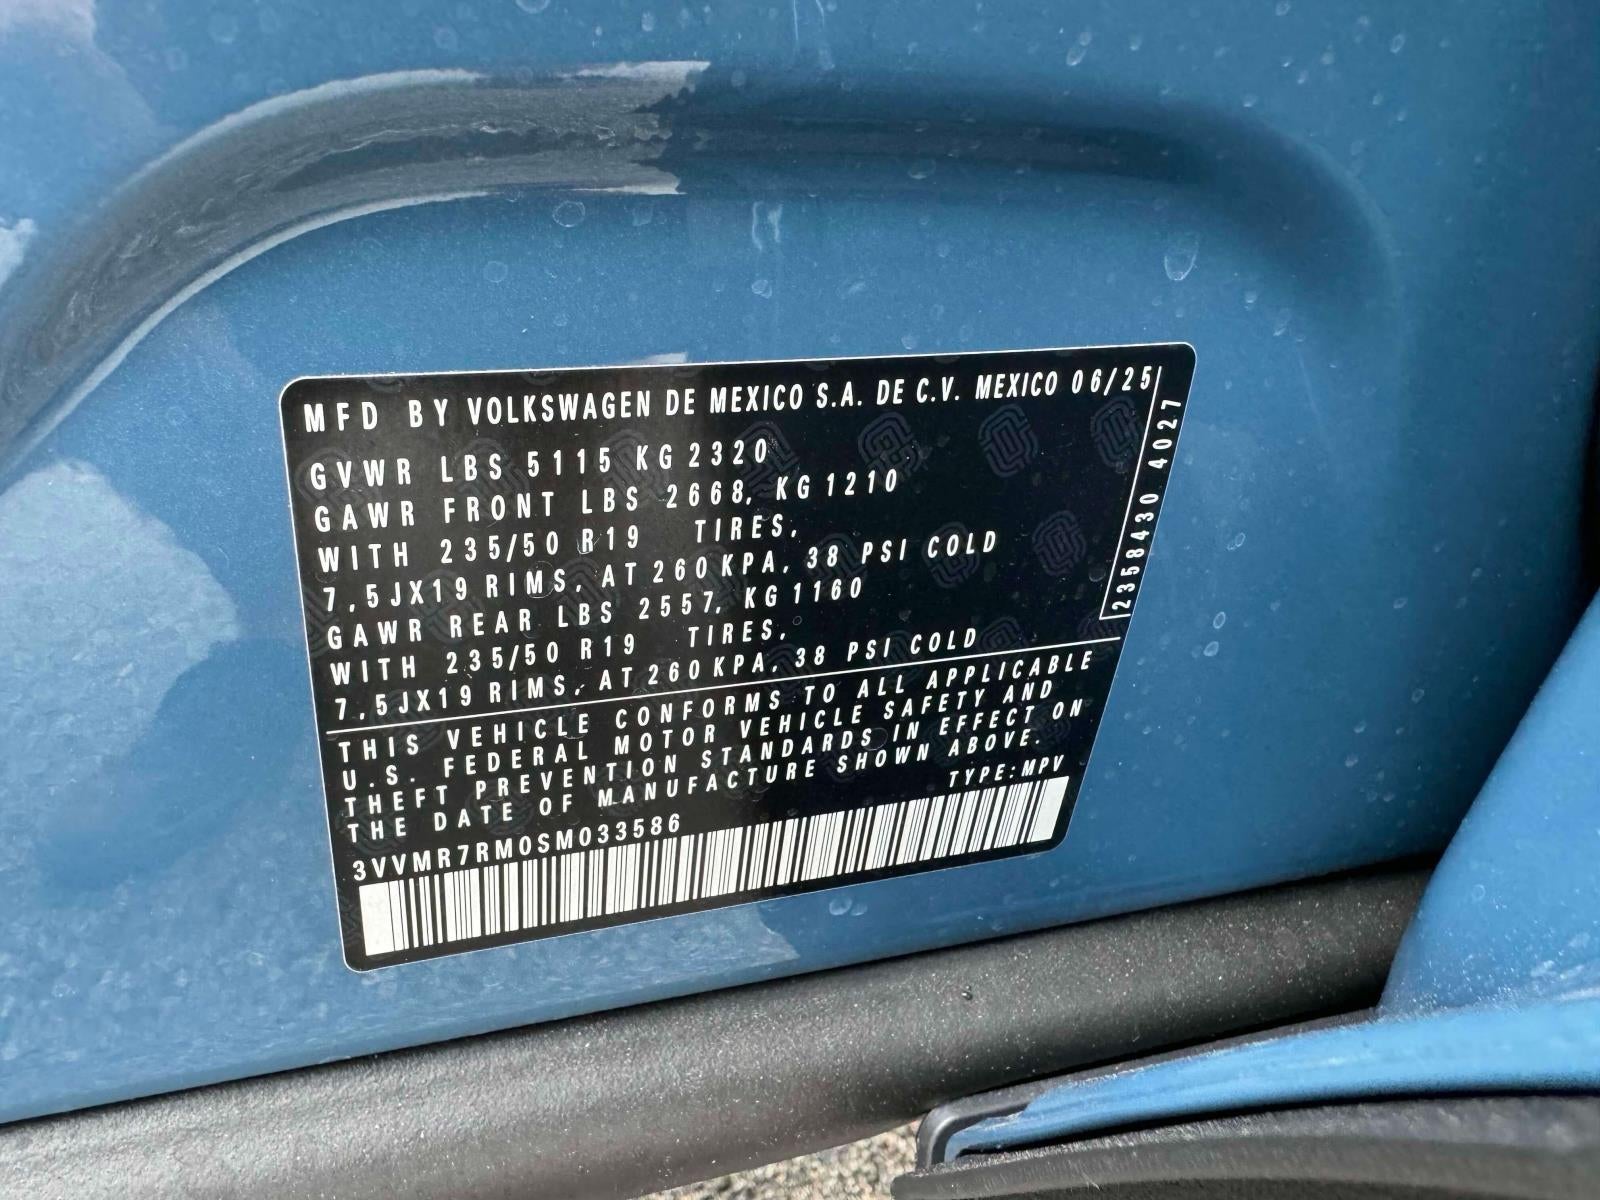 MFD BY VOLKSWAGEN DE MEXICO S.A. DE C.V. MEXICO 06/25
GVWR LBS 5115 KG 2320
GAWR FRONT LBS 2668, KG 1210
WITH 235/50 R19 TIRES,
7,5JX19 RIMS, AT 260 KPA, 38 PSI COLD
GAWR REAR LBS 2557, KG 1160
WITH 235/50 R19 TIRES,
7,5JX19 RIMS, AT 260 KPA, 38 PSI COLD
2358430 4027
THIS VEHICLE CONFORMS TO ALL APPLICABLE
U.S. FEDERAL MOTOR VEHICLE SAFETY AND
THEFT PREVENTION STANDARDS IN EFFECT ON
THE DATE OF MANUFACTURE SHOWN ABOVE.
TYPE: MPV
3VVMR7RM0SM033586